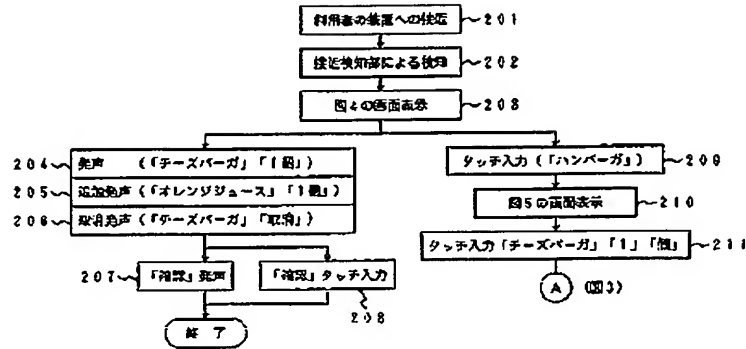 利用者の装置への接近 201
接近検知部による検知 202
図4の画面表示 203
204 発声 (「チーズバーガ」「1個」)
205 追加発声(「オレンジジュース」「1個」)
206 取消発声(「チーズバーガ」「取消」)
タッチ入力(「ハンバーガ」) 209
図5の画面表示 210
タッチ入力「チーズバーガ」「1」「個」 211
207 「確認」発声
「確認」タッチ入力 208
A (図3)
終了